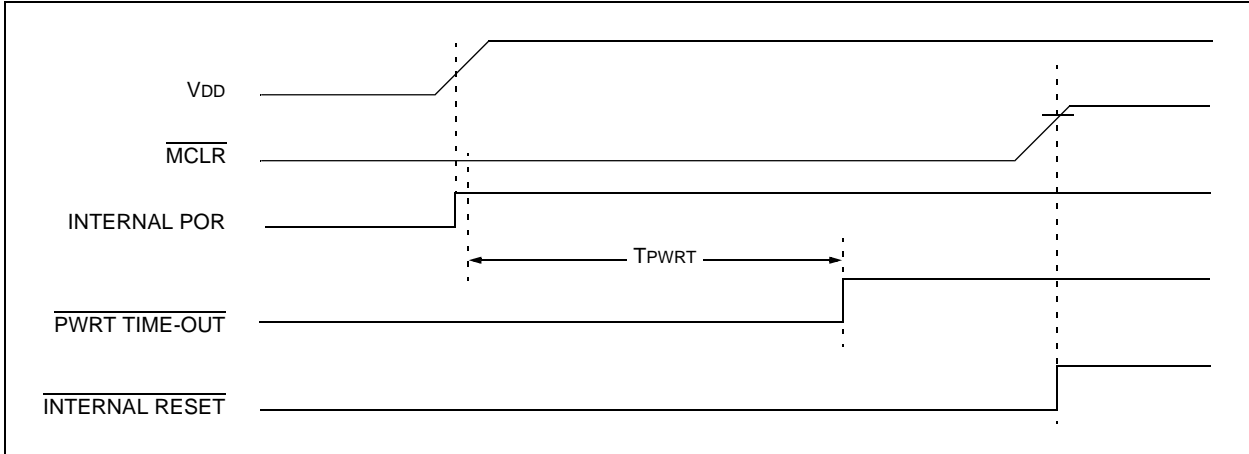 VDD
MCLR
INTERNAL POR
TPWRT
PWRT TIME-OUT
INTERNAL RESET